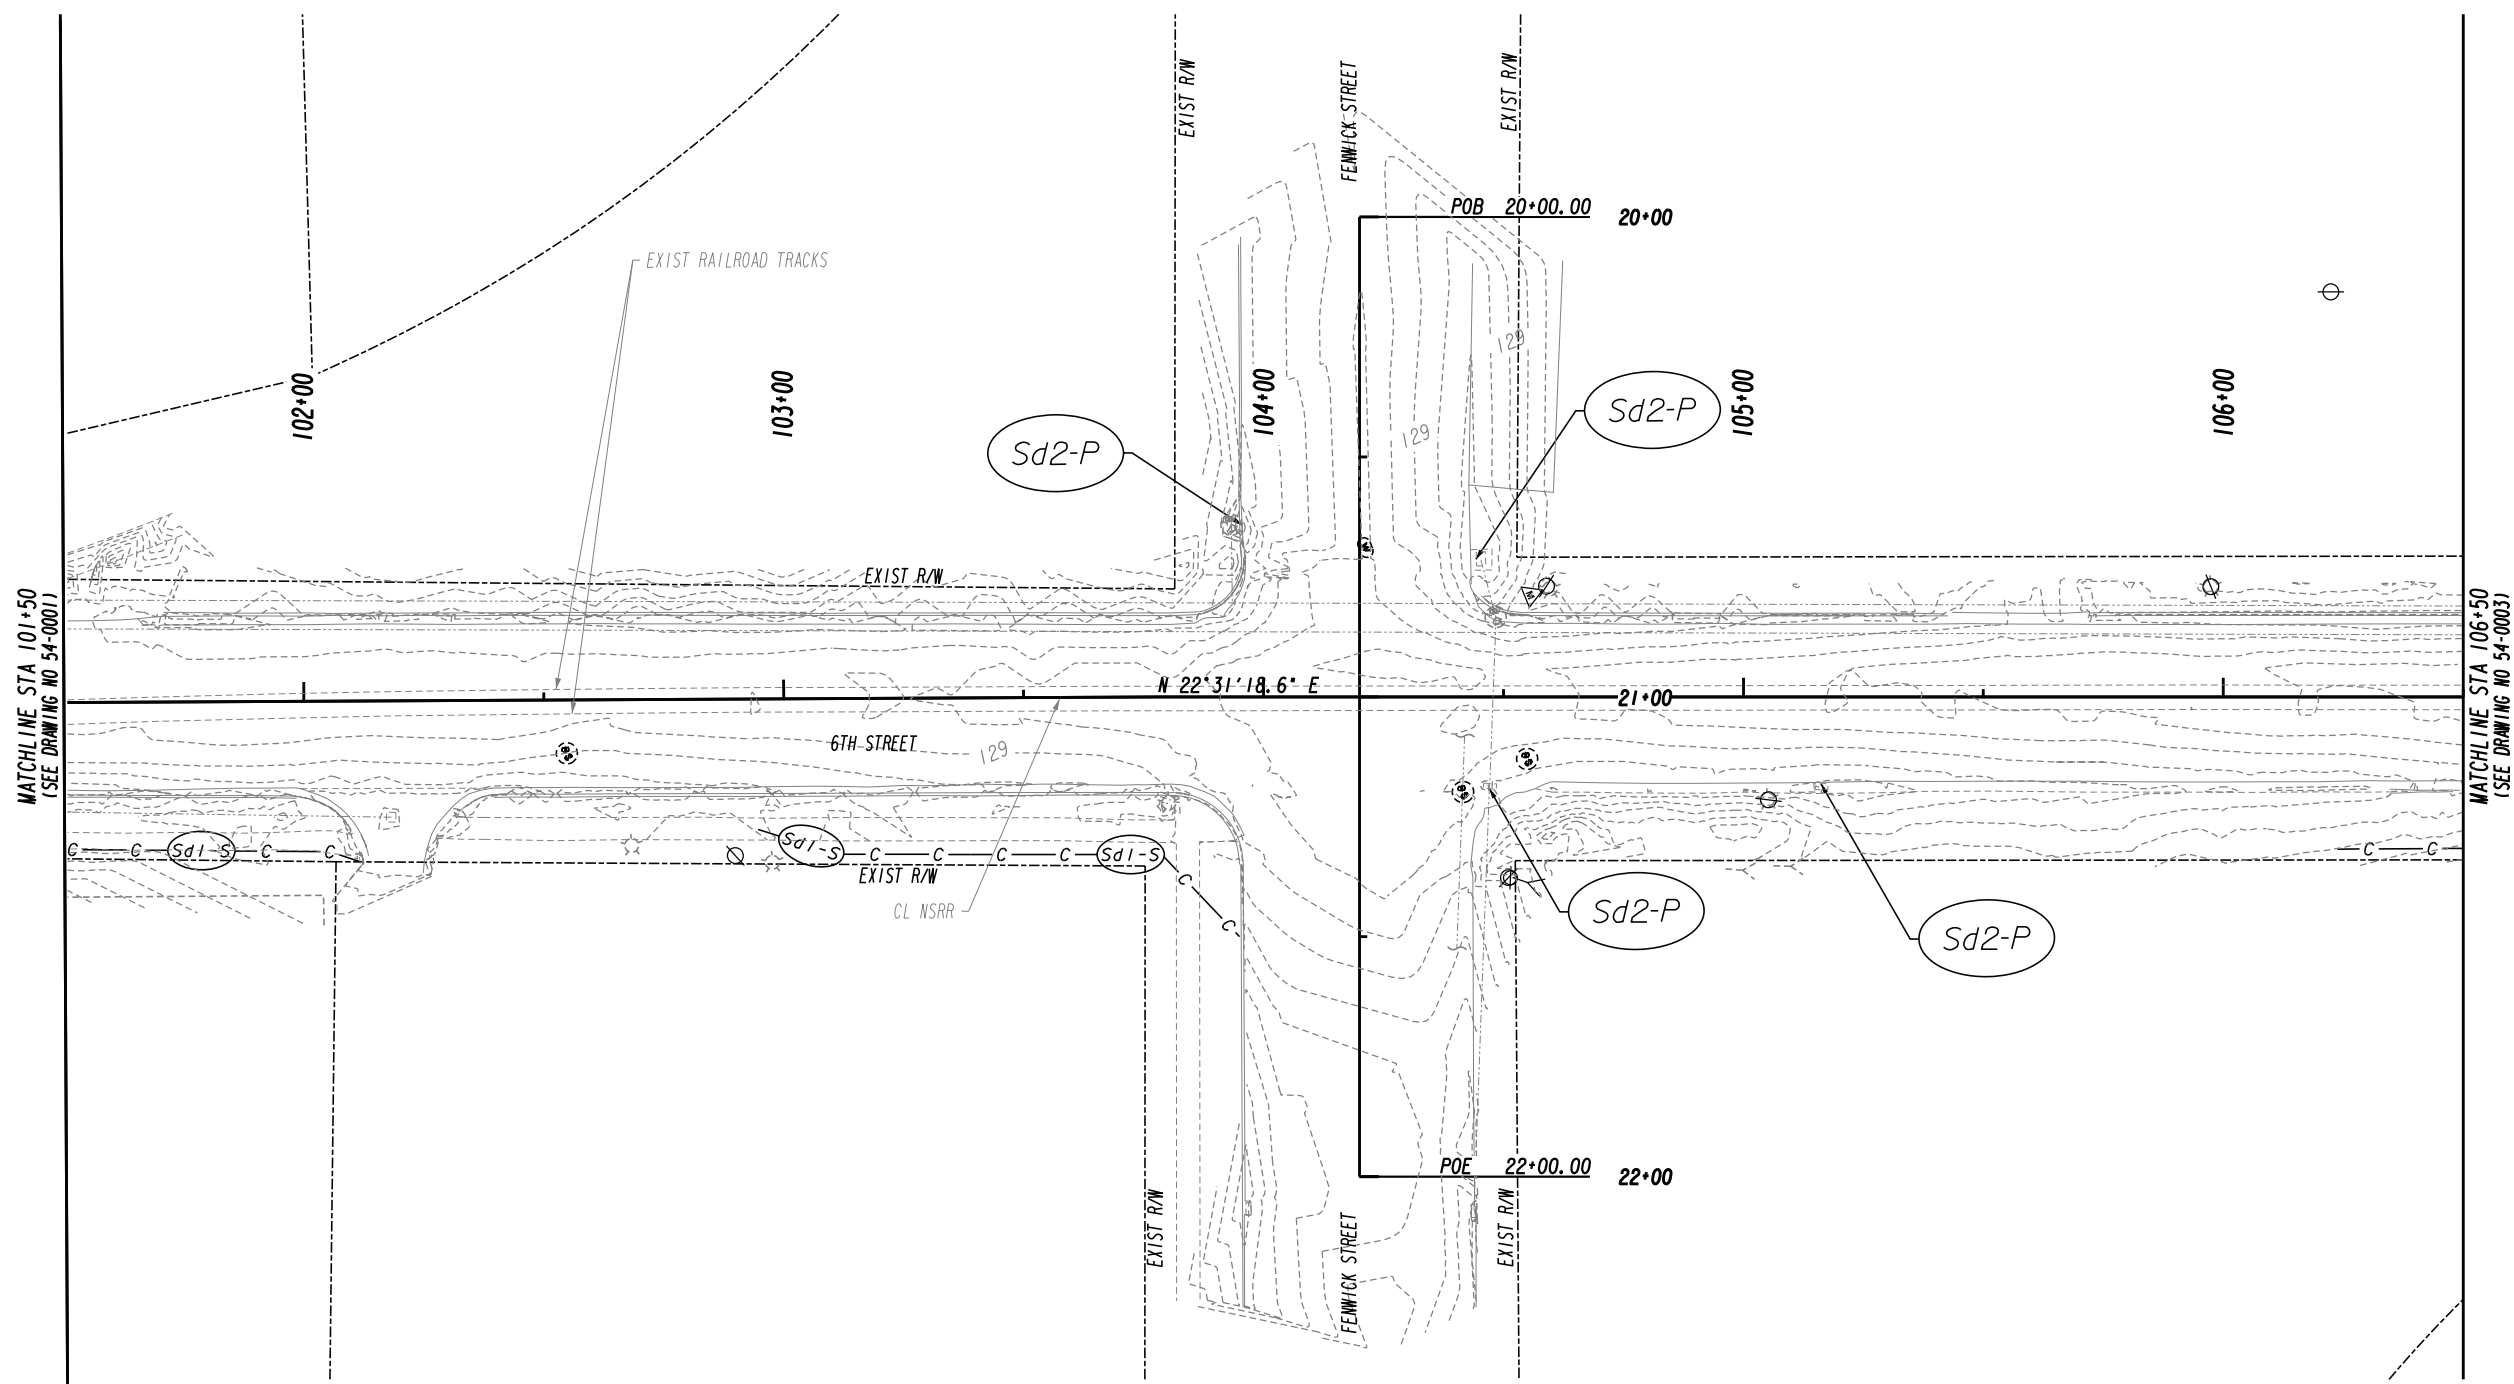 EXIST R/W
FENWICK STREET
EXIST R/W
POB 20+00.00
20+00
EXIST RAILROAD TRACKS
129
102+00
103+00
104+00
105+00
106+00
Sd2-P
Sd2-P
129
EXIST R/W
M
M
MATCHLINE STA 101+50
(SEE DRAWING NO 54-0001)
MATCHLINE STA 106+50
(SEE DRAWING NO 54-0003)
N 22°31'18.6" E
21+00
6TH STREET
129
C C Sd1-S C C
Sd1-S C C C C Sd1-S C C
C C
EXIST R/W
CL NSRR
Sd2-P
Sd2-P
POE 22+00.00
22+00
EXIST R/W
FENWICK STREET
EXIST R/W